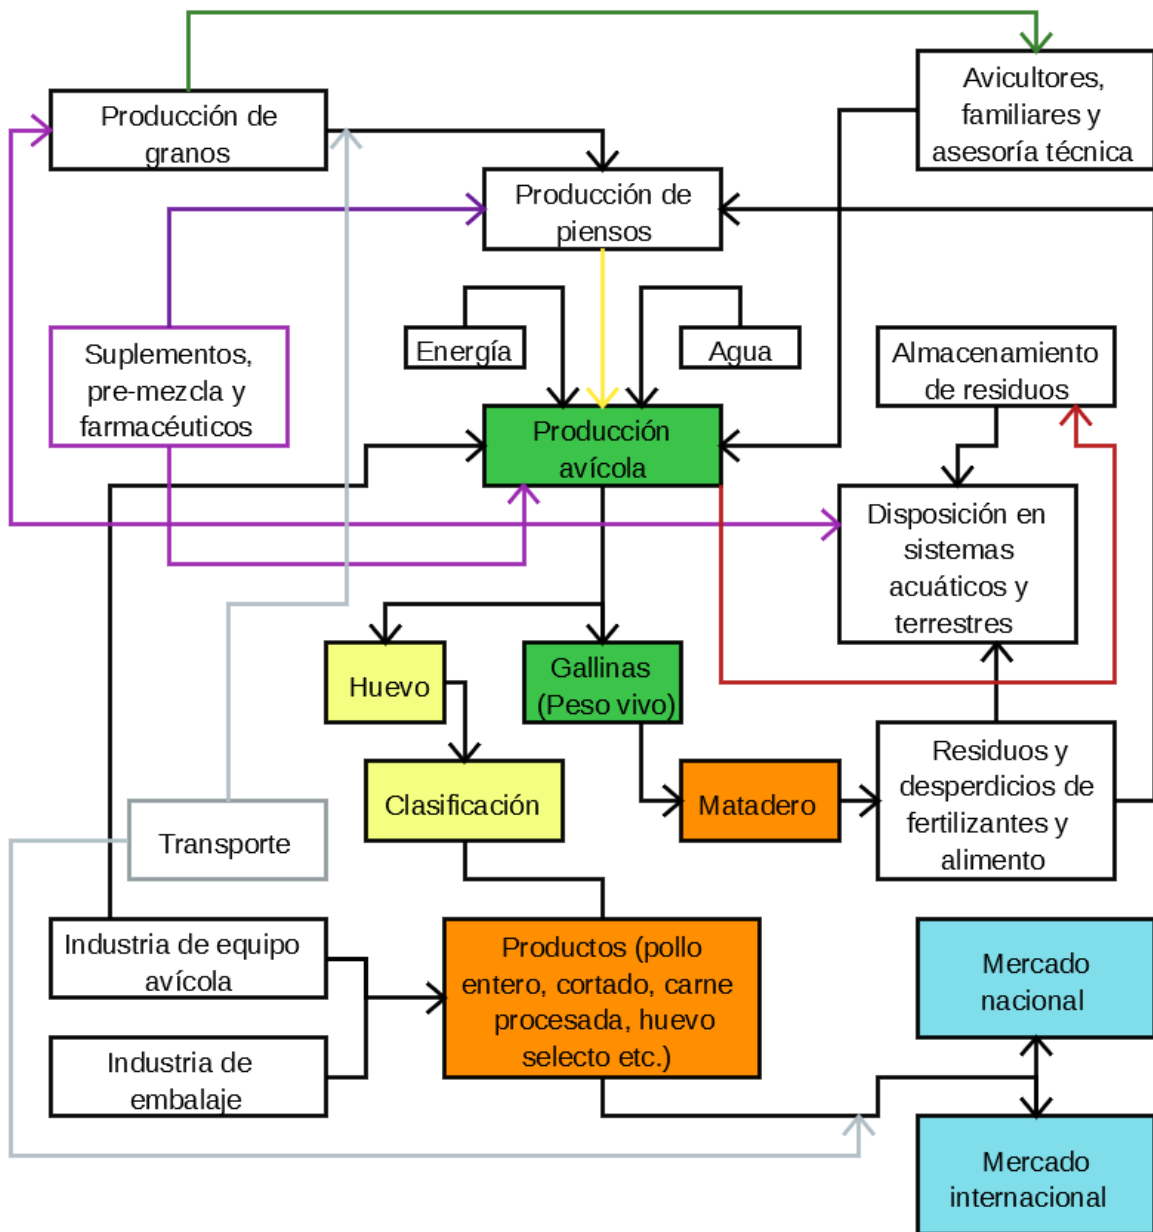 Producción de
granos
Avicultores,
familiares y
asesoría técnica
Producción de
piensos
Suplementos,
pre-mezcla y
farmacéuticos
Energía
Agua
Almacenamiento
de residuos
Producción
avícola
Disposición en
sistemas
acuáticos y
terrestres
Huevo
Gallinas
(Peso vivo)
Clasificación
Matadero
Residuos y
desperdicios de
fertilizantes y
alimento
Transporte
Industria de equipo
avícola
Productos (pollo
entero, cortado, carne
procesada, huevo
selecto etc.)
Mercado
nacional
Industria de
embalaje
Mercado
internacional